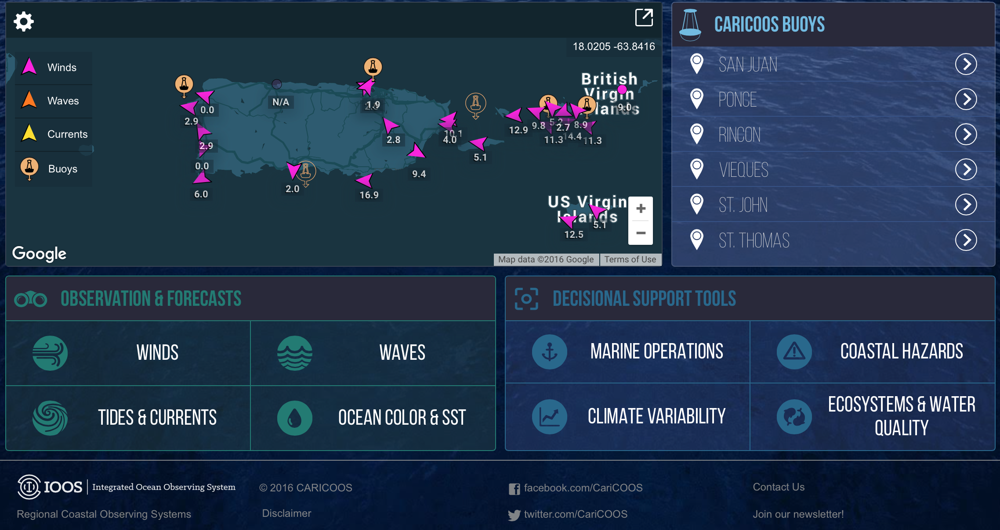 18.0205 -63.8416
Winds
Waves
Currents
Buoys
British
Virgin
lands
9.0
0.0
2.9
N/A
1.9
2.9
0.0
6.0
2.0
2.8
16.9
9.4
10.1
4.0
5.1
12.9
9.8
5.2
2.7
8.9
11.3
14.4
11.3
US Virgin
Islands
5.1
12.5
+
−
Google
Map data ©2016 Google
Terms of Use
CARICOOS BUOYS
SAN JUAN
PONCE
RINCON
VIEQUES
ST. JOHN
ST. THOMAS
OBSERVATION & FORECASTS
WINDS
WAVES
TIDES & CURRENTS
OCEAN COLOR & SST
DECISIONAL SUPPORT TOOLS
MARINE OPERATIONS
COASTAL HAZARDS
CLIMATE VARIABILITY
ECOSYSTEMS & WATER
QUALITY
IOOS | Integrated Ocean Observing System
Regional Coastal Observing Systems
© 2016 CARICOOS
Disclaimer
facebook.com/CariCOOS
twitter.com/CariCOOS
Contact Us
Join our newsletter!